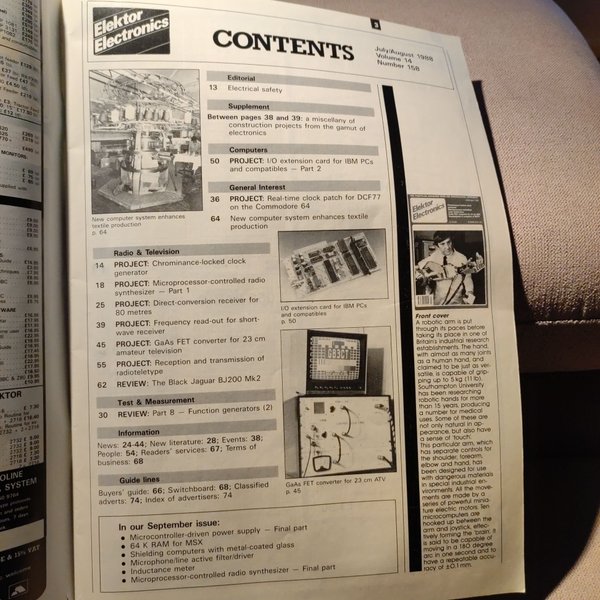 Elektor
Electronics
3
CONTENTS
July/August 1988
Volume 14
Number 158
New computer system enhances
textile production
p. 64
Editorial
13 Electrical safety
Supplement
Between pages 38 and 39: a miscellany of
construction projects from the gamut of
electronics
Computers
50 PROJECT: I/O extension card for IBM PCs
and compatibles — Part 2
General Interest
36 PROJECT: Real-time clock patch for DCF77
on the Commodore 64
64 New computer system enhances textile
production
Radio & Television
14 PROJECT: Chrominance-locked clock
generator
18 PROJECT: Microprocessor-controlled radio
synthesizer — Part 1
25 PROJECT: Direct-conversion receiver for
80 metres
39 PROJECT: Frequency read-out for short-
wave receiver
45 PROJECT: GaAs FET converter for 23 cm
amateur television
55 PROJECT: Reception and transmission of
radioteletype
62 REVIEW: The Black Jaguar BJ200 Mk2
Test & Measurement
30 REVIEW: Part 8 — Function generators (2)
Information
News: 24-44; New literature: 28; Events: 38;
People: 54; Readers' services: 67; Terms of
business: 68
Guide lines
Buyers' guide: 66; Switchboard: 68; Classified
adverts: 74; Index of advertisers: 74
I/O extension card for IBM PCs
and compatibles
p. 50
GaAs FET converter for 23 cm ATV
p. 45
In our September issue:
• Microcontroller-driven power supply — Final part
• 64 K RAM for MSX
• Shielding computers with metal-coated glass
• Microphone/line active filter/driver
• Inductance meter
• Microprocessor-controlled radio synthesizer — Final part
Elektor
Electronics
Front cover
A robotic arm is put
through its paces before
taking its place in one of
Britain's industrial research
establishments. The hand,
with almost as many joints
as a human hand, and
claimed to be just as ver-
satile, is capable of grip-
ping up to 5 kg (11 lb).
Southampton University
has been researching
robotic hands for more
than 15 years, producing
a number for medical
uses. Some of these are
not only natural in ap-
pearance, but also have
a sense of 'touch'.
This particular arm, which
has separate controls for
the shoulder, forearm,
elbow and hand, has
been designed for use
with dangerous materials
in special industrial en-
vironments. All the move-
ments are made by a
series of powerful minia-
ture electric motors. Ten
microcomputers are
hooked up between the
arm and joystick, effec-
tively forming the 'brain'; it
is said to be capable of
moving in a 180 degree
arc in one second and to
have a repeatable accu-
racy of ±0.1 mm.